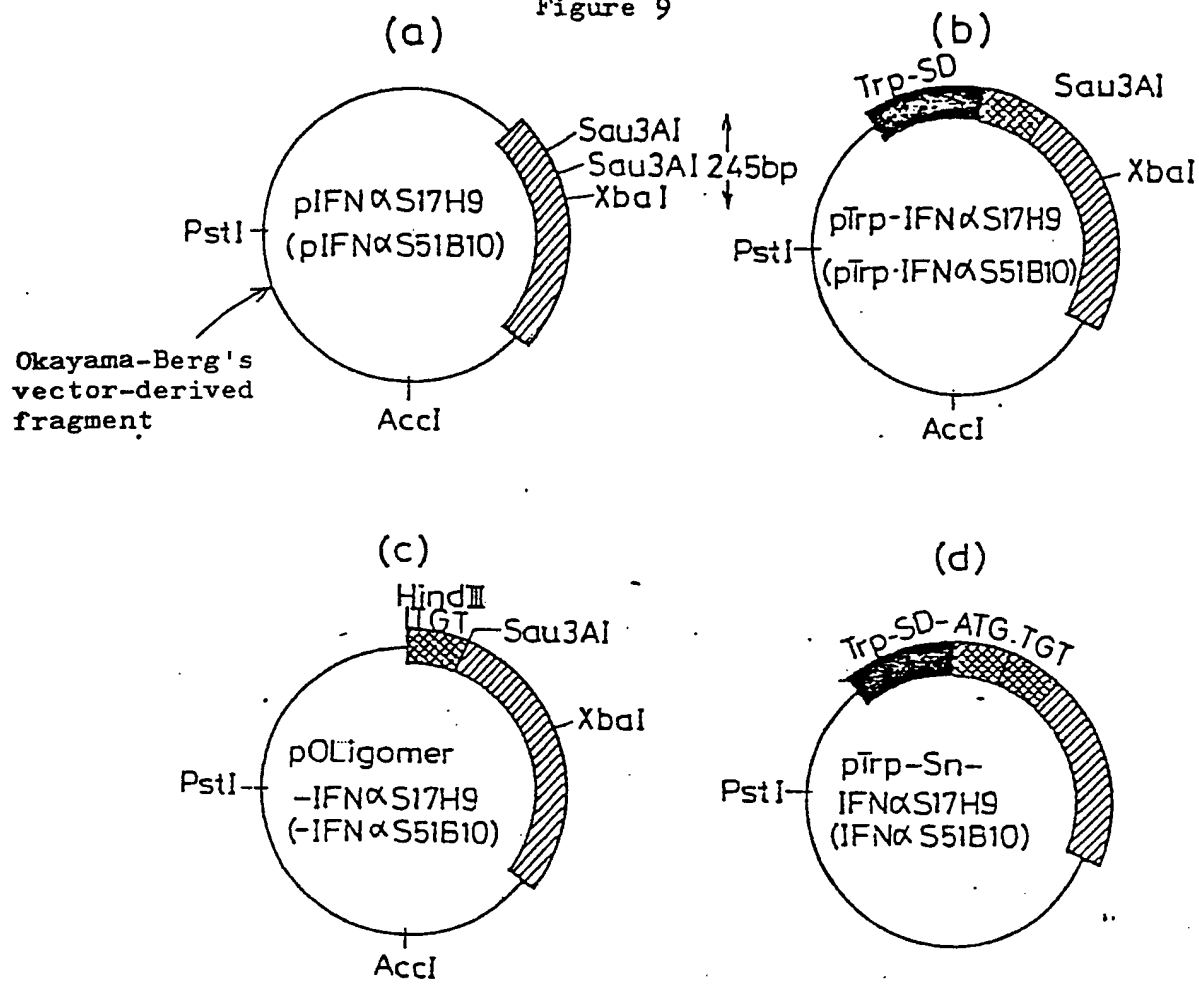 Figure 9
(a)
Sau3AI
Sau3AI 245bp
XbaI
pIFNαS17H9
(pIFNαS51B10)
PstI
Okayama-Berg's
vector-derived
fragment
AccI
(b)
Trp-SD
Sau3AI
XbaI
pTrp-IFNαS17H9
(pTrp·IFNαS51B10)
PstI
AccI
(c)
HindⅢ
TGT
Sau3AI
XbaI
pOLigomer
-IFNαS17H9
(-IFNαS51B10)
PstI
AccI
(d)
Trp-SD-ATG.TGT
pTrp-Sn-
IFNαS17H9
(IFNαS51B10)
PstI